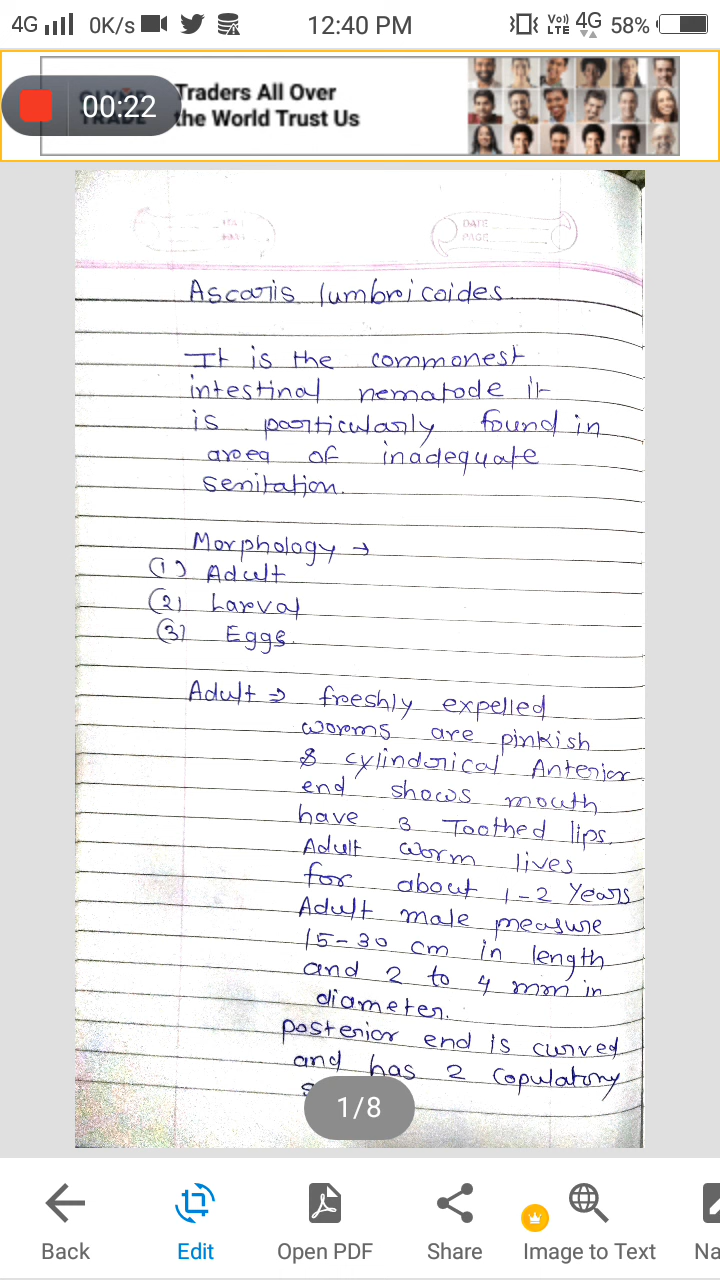 4G 0K/s 12:40 PM Vo) LTE 4G 58%
00:22
Traders All Over
the World Trust Us
DATE
PAGE
Ascaris lumbricoides
It is the commonest
intestinal nematode it
is particularly found in
area of inadequate
senitation.
Morphology →
(1) Adult
(2) Larval
(3) Eggs.
Adult ⇒ freshly expelled
worms are pinkish
& cylindrical Anterior
end shows mouth
have 3 Toothed lips.
Adult worm lives
for about 1-2 Years
Adult male measure
15-30 cm in length
and 2 to 4 mm in
diameter.
posterior end is curved
and has 2 copulatory
1/8
Back Edit Open PDF Share Image to Text Na